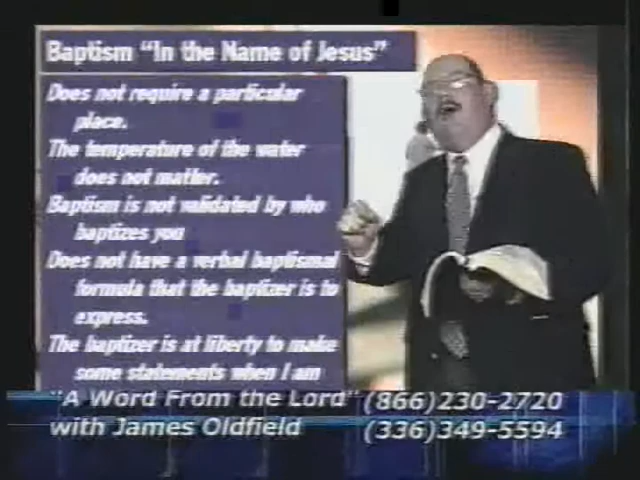 Baptism "In the Name of Jesus"
Does not require a particular
place.
The temperature of the water
does not matter.
Baptism is not validated by who
baptizes you
Does not have a verbal baptismal
formula that the baptizer is to
express.
The baptizer is at liberty to make
some statements when I am
"A Word From the Lord" (866)230-2720
with James Oldfield (336)349-5594